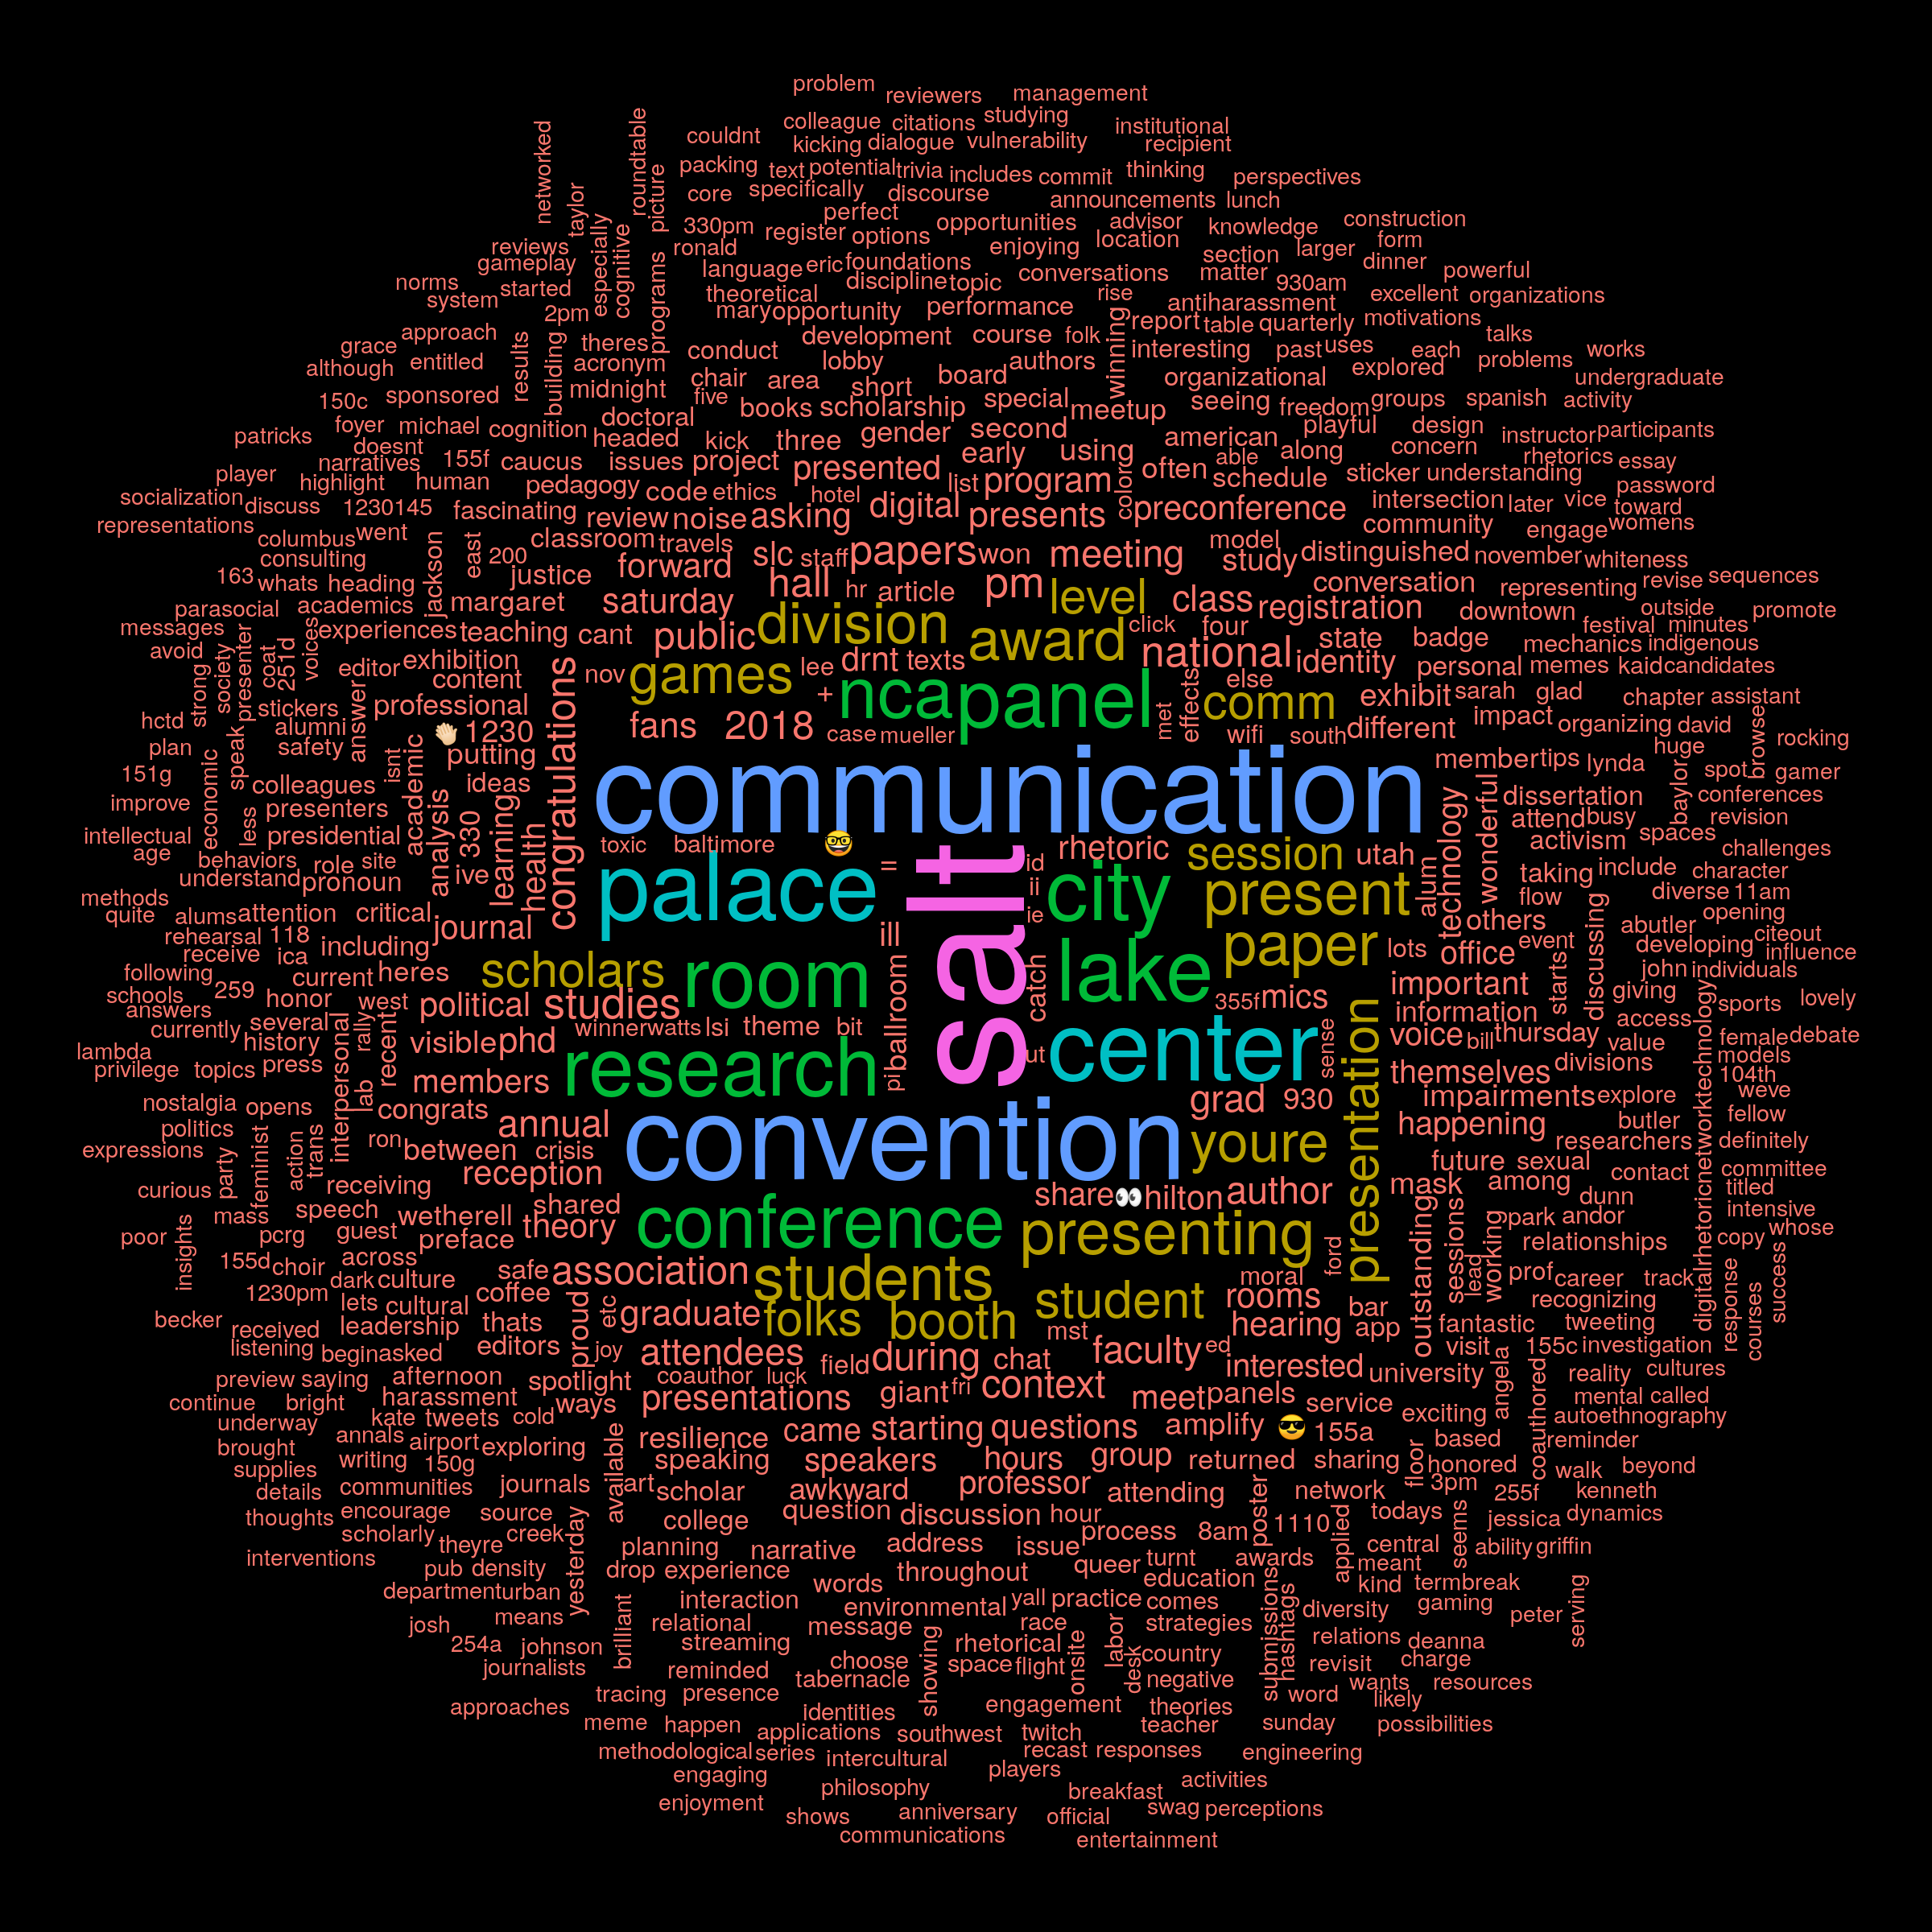 problem
reviewers management
colleague citations studying
couldnt institutional
kicking dialogue vulnerability recipient
networked roundtable
packing text potential trivia includes commit thinking
picture taylor core specifically discourse perspectives
announcements lunch
perfect opportunities advisor knowledge construction
330pm register options
especially cognitive reviews ronald enjoying location section larger form
gameplay language eric foundations conversations matter dinner powerful
norms system started discipline topic 930am
theoretical programs rise antiharassment excellent organizations
2pm mary opportunity performance
approach theres development course folk winning report table quarterly motivations talks
grace entitled results building acronym conduct lobby authors interesting past uses each works
although midnight chair area short board organizational explored problems undergraduate
150c sponsored five books scholarship special meetup seeing freedom groups spanish activity
foyer michael cognition doctoral headed kick three gender second american playful design instructor participants
patricks doesnt early using along concern
narratives 155f caucus issues project presented able rhetorics essay
player highlight human pedagogy code ethics hotel list program color often schedule sticker understanding password
socialization discuss 1230145 fascinating review noise asking digital presents preconference intersection later vice toward
representations columbus went classroom travels community engage womens
consulting east 200 slc staff papers won meeting model study distinguished november whiteness
163 whats heading jackson justice forward hall hr article pm level class conversation representing revise sequences
parasocial academics margaret saturday registration downtown outside promote
messages voices experiences teaching cant public division award click four state badge festival minutes
avoid society presenter coat 251d editor exhibition nov games lee drnt texts national identity personal mechanics indigenous
strong content nca panel else comm memes kaid candidates
stickers professional + effects exhibit sarah glad chapter assistant
hctd alumni answer 👏🏻 1230 congratulations fans 2018 case mueller met wifi south different impact organizing david
plan safety isnt academic putting browse rocking
151g speak economic colleagues ideas communication member tips lynda huge spot gamer
improve less presenters analysis 330 learning technology wonderful dissertation baylor conferences
intellectual presidential health toxic baltimore 🤓 salt rhetoric session utah attend busy activism spaces revision
age behaviors role site ive palace = id city challenges
understand pronoun present alum taking include character
methods ii flow diverse 11am
quite alums attention critical journal ie others abutler opening
rehearsal 118 including ill paper lots office event developing citeout
receive ica scholars lake discussing influence
following current heres room ballroom catch important starts john individuals
schools 259 honor west political studies 355f mics information giving sports lovely
answers several recent winner watts lsi theme bit center presentation voice bill thursday access
currently history rally visible phd ut sense value female debate
lambda privilege topics press interpersonal lab research pi themselves divisions models
members 104th
nostalgia opens congrats annual grad 930 impairments explore weve
politics convention happening butler fellow
expressions ron between crisis youre researchers definitely
party feminist action trans reception future sexual contact committee
curious receiving share 👀 hilton author mask among dunn titled
mass speech wetherell shared conference presenting outstanding sessions working park andor intensive
poor pcrg guest preface theory relationships copy whose
insights 155d choir across safe association students ford lead prof career track digitalrhetoricnetworktechnology
1230pm dark culture coffee etc moral rooms recognizing response courses success
becker lets cultural proud graduate folks booth student bar fantastic tweeting
received leadership thats mst hearing app
listening begin asked editors joy attendees field during chat faculty ed visit 155c investigation
preview saying afternoon spotlight coauthor luck interested university angela reality cultures
continue bright harassment ways presentations giant fri context meet panels service coauthored mental called
underway kate tweets cold exciting autoethnography
brought annals airport exploring available resilience came starting questions amplify 😎 155a floor based reminder
supplies writing 150g speaking speakers hours group returned sharing honored walk beyond
details communities journals art scholar awkward professor attending poster network 3pm 255f kenneth
thoughts encourage source yesterday college question discussion hour process 8am 1110 applied todays jessica dynamics
scholarly theyre creek planning narrative address issue central seems ability griffin
interventions pub density drop experience throughout queer turnt awards meant
department urban words education kind termbreak
interaction environmental yall practice comes submissions hashtags diversity gaming serving
josh means brilliant relational message race labor strategies peter
254a johnson streaming showing rhetorical onsite desk country relations deanna
journalists reminded choose space flight revisit charge
tabernacle negative wants resources
approaches tracing presence identities engagement theories word likely
meme happen applications southwest twitch teacher sunday possibilities
methodological series intercultural recast responses engineering
engaging players activities
philosophy breakfast
enjoyment shows anniversary official swag perceptions
communications entertainment